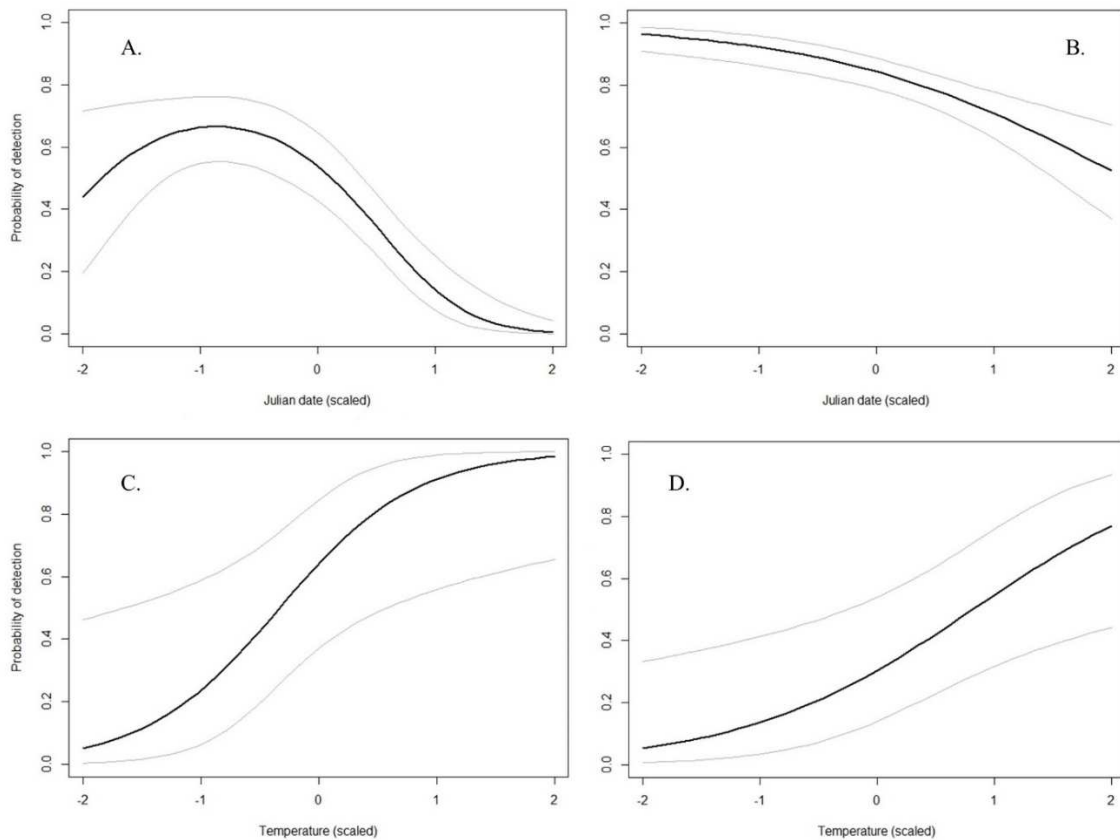 A.
Probability of detection
0.0 0.2 0.4 0.6 0.8 1.0
-2 -1 0 1 2
Julian date (scaled)
B.
0.0 0.2 0.4 0.6 0.8 1.0
-2 -1 0 1 2
Julian date (scaled)
C.
Probability of detection
0.0 0.2 0.4 0.6 0.8 1.0
-2 -1 0 1 2
Temperature (scaled)
D.
0.0 0.2 0.4 0.6 0.8 1.0
-2 -1 0 1 2
Temperature (scaled)